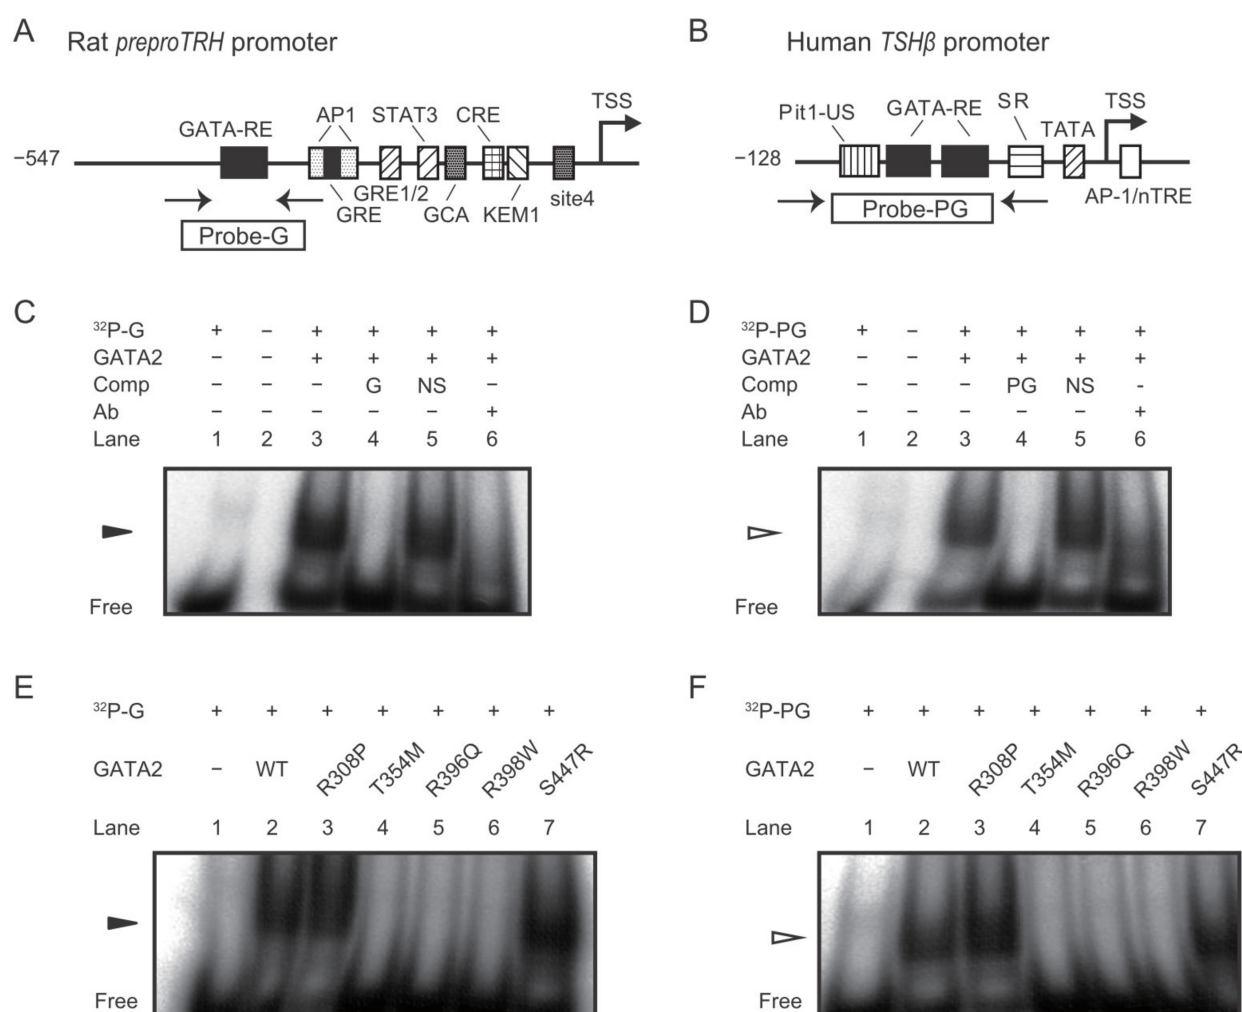 A Rat preproTRH promoter
AP1 STAT3 CRE TSS
GATA-RE
−547
GRE1/2 site4
GRE GCA KEM1
Probe-G
B Human TSHβ promoter
SR TSS
Pit1-US GATA-RE TATA
−128
AP-1/nTRE
Probe-PG
C
³²P-G + − + + + +
GATA2 − − + + + +
Comp − − − G NS −
Ab − − − − − +
Lane 1 2 3 4 5 6
Free
D
³²P-PG + − + + + +
GATA2 − − + + + +
Comp − − − PG NS -
Ab − − − − − +
Lane 1 2 3 4 5 6
Free
E
³²P-G + + + + + + +
GATA2 − WT R308P T354M R396Q R398W S447R
Lane 1 2 3 4 5 6 7
Free
F
³²P-PG + + + + + + +
GATA2 − WT R308P T354M R396Q R398W S447R
Lane 1 2 3 4 5 6 7
Free